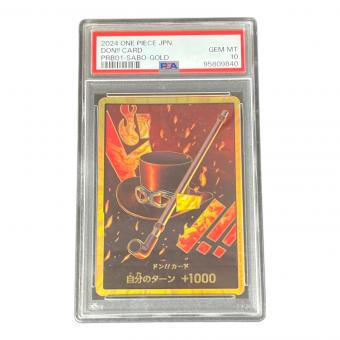 2024 ONE PIECE JPN
DON!! CARD
PRB01-SABO-GOLD
GEM MT
10
PSA
95809840
ドン!!カード
自分のターン +1000